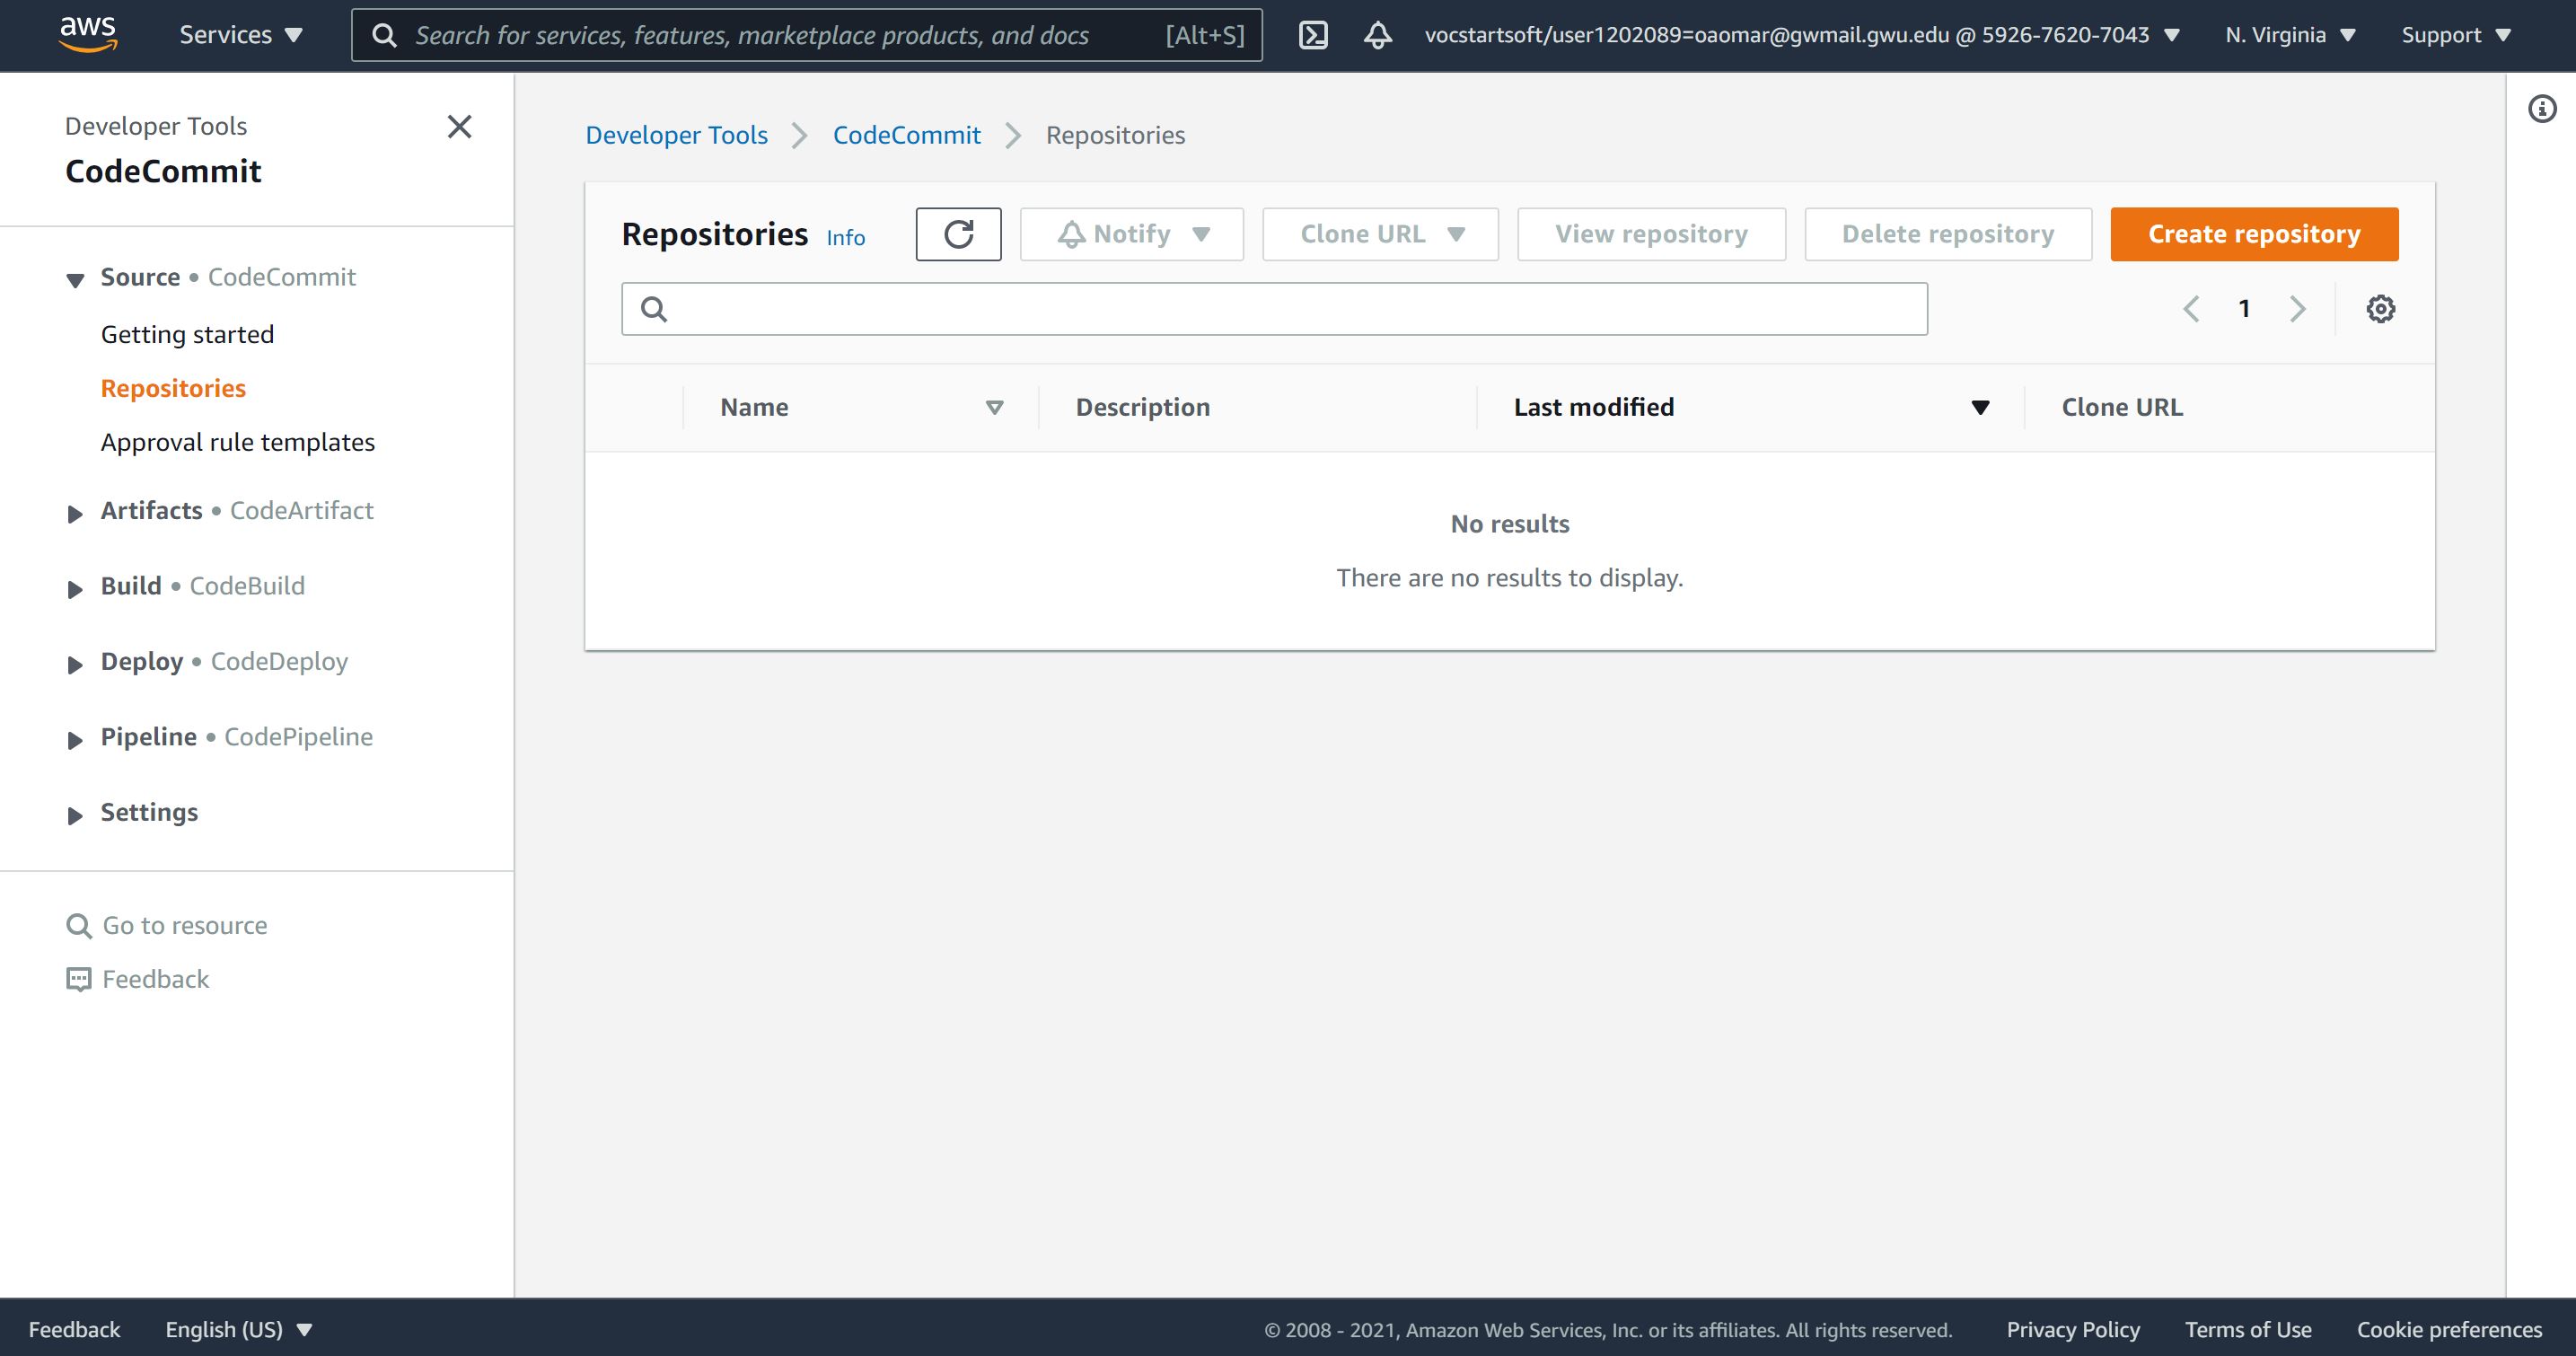 aws Services Search for services, features, marketplace products, and docs [Alt+S] vocstartsoft/user1202089=oaomar@gwmail.gwu.edu @ 5926-7620-7043 N. Virginia Support
Developer Tools
CodeCommit
Source • CodeCommit
Getting started
Repositories
Approval rule templates
Artifacts • CodeArtifact
Build • CodeBuild
Deploy • CodeDeploy
Pipeline • CodePipeline
Settings
Go to resource
Feedback
Developer Tools CodeCommit Repositories
Repositories Info Notify Clone URL View repository Delete repository Create repository
1
Name Description Last modified Clone URL
No results
There are no results to display.
Feedback English (US) © 2008 - 2021, Amazon Web Services, Inc. or its affiliates. All rights reserved. Privacy Policy Terms of Use Cookie preferences